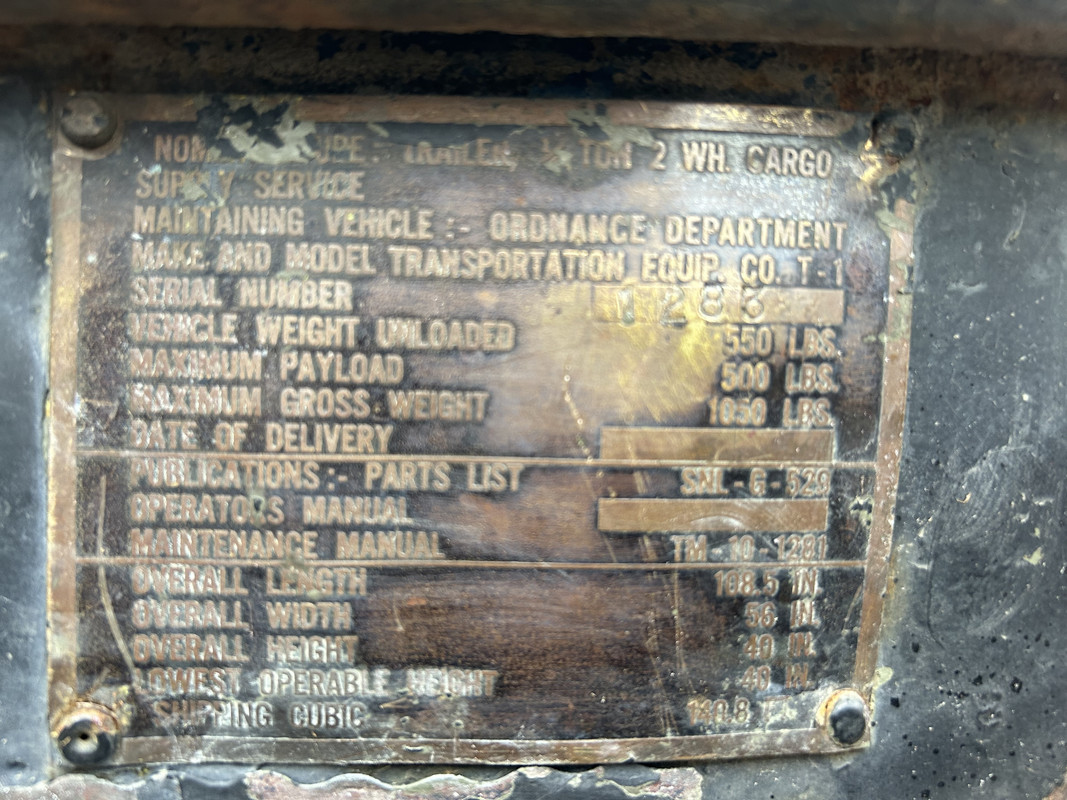 TRAILER, ¼ TON 2 WH. CARGO
SUPPLY SERVICE
MAINTAINING VEHICLE :- ORDNANCE DEPARTMENT
MAKE AND MODEL TRANSPORTATION EQUIP. CO. T-1
SERIAL NUMBER 1283
VEHICLE WEIGHT UNLOADED 550 LBS.
MAXIMUM PAYLOAD 500 LBS.
MAXIMUM GROSS WEIGHT 1050 LBS.
DATE OF DELIVERY
PUBLICATIONS :- PARTS LIST SNL-G-529
OPERATORS MANUAL
MAINTENANCE MANUAL TM-10-1281
OVERALL LENGTH 108.5 IN.
OVERALL WIDTH 56 IN.
OVERALL HEIGHT 40 IN.
LOWEST OPERABLE HEIGHT 40 IN.
SHIPPING CUBIC